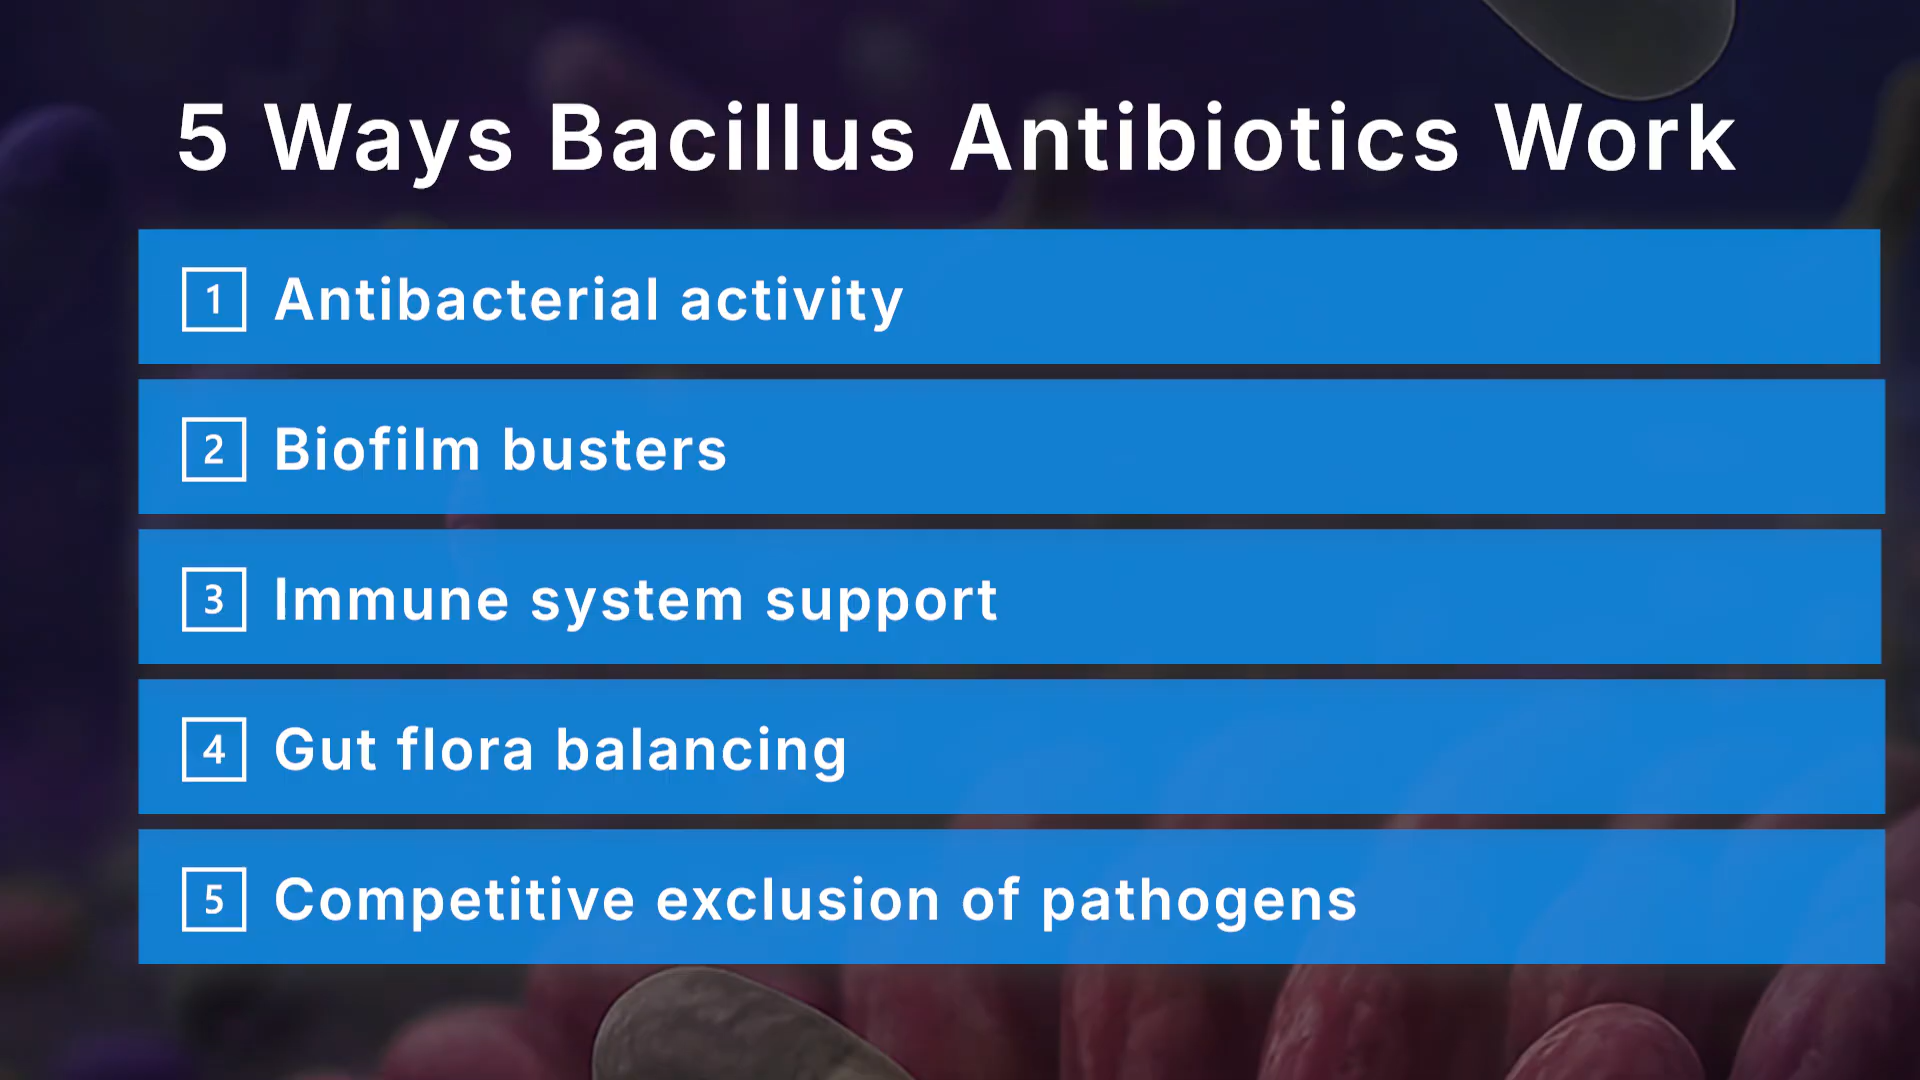 5 Ways Bacillus Antibiotics Work
1 Antibacterial activity
2 Biofilm busters
3 Immune system support
4 Gut flora balancing
5 Competitive exclusion of pathogens